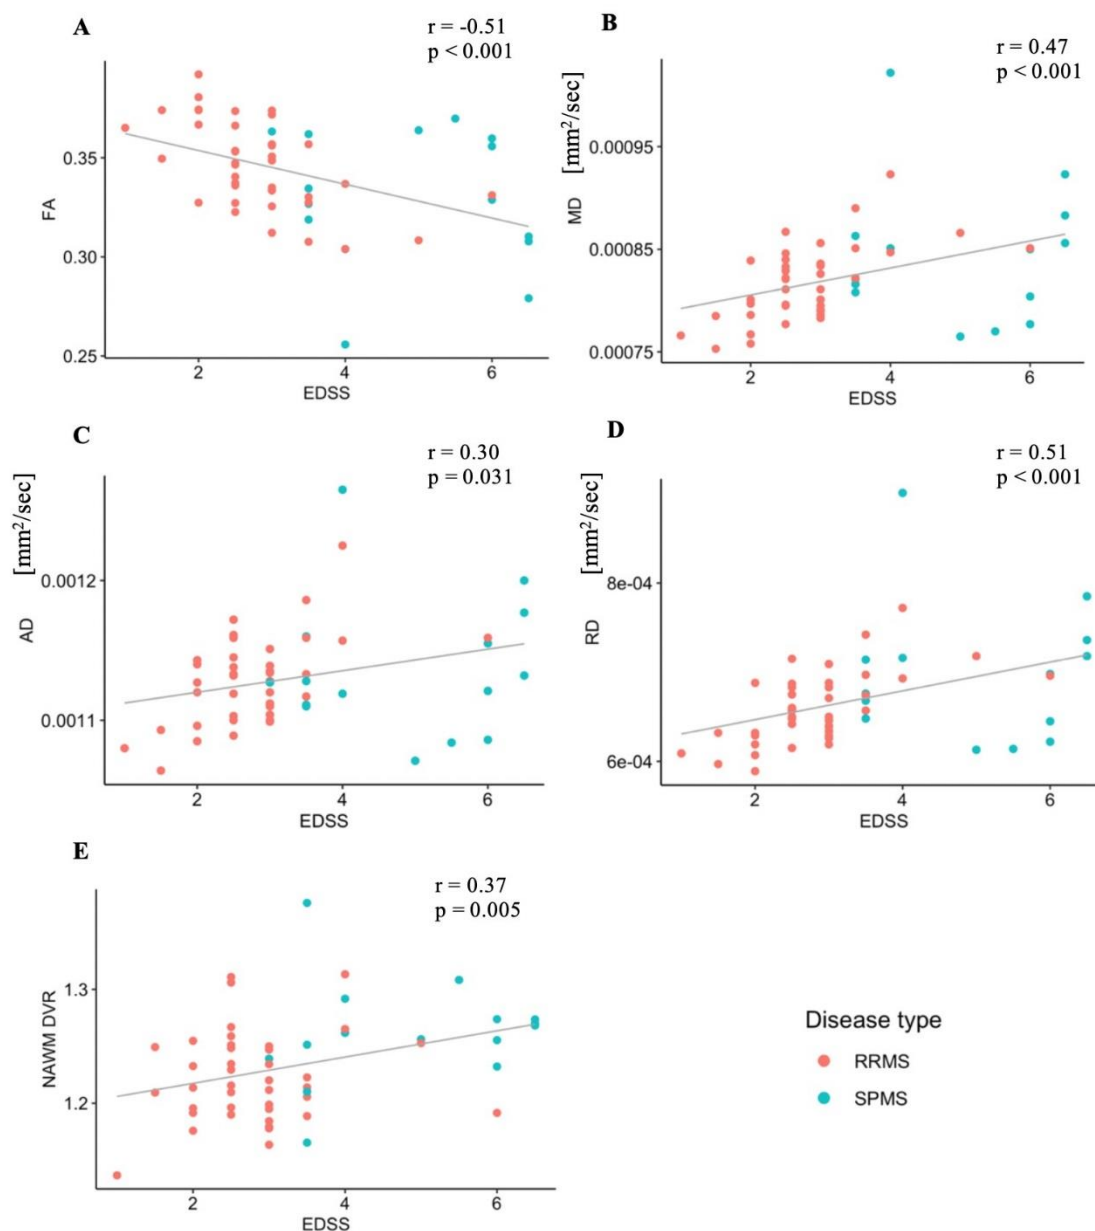 A
r = -0.51
p < 0.001
FA
0.35
0.30
0.25
2
4
6
EDSS
B
r = 0.47
p < 0.001
MD [mm²/sec]
0.00095
0.00085
0.00075
2
4
6
EDSS
C
r = 0.30
p = 0.031
AD [mm²/sec]
0.0012
0.0011
2
4
6
EDSS
D
r = 0.51
p < 0.001
RD [mm²/sec]
8e-04
6e-04
2
4
6
EDSS
E
r = 0.37
p = 0.005
NAWM DVR
1.3
1.2
2
4
6
EDSS
Disease type
RRMS
SPMS